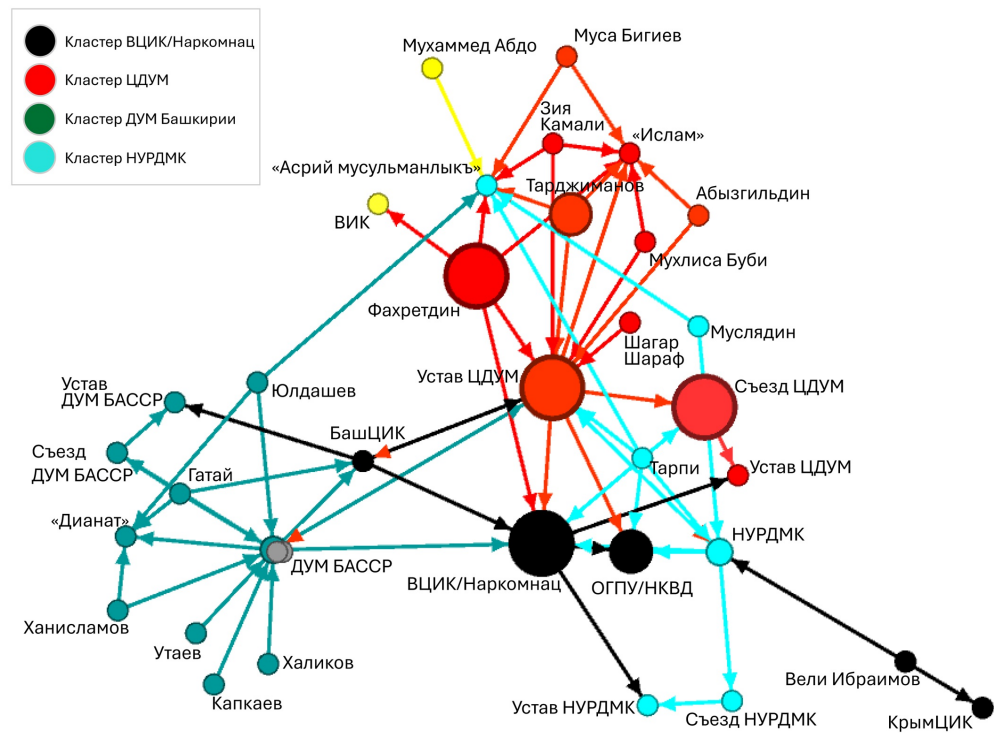 Кластер ВЦИК/Наркомнац
Кластер ЦДУМ
Кластер ДУМ Башкирии
Кластер НУРДМК
Мухаммед Абдо
Муса Бигиев
Зия
Камали
«Ислам»
«Асрий мусульманлыкъ»
Тарджиманов
Абызгильдин
ВИК
Мухлиса Буби
Фахретдин
Муслядин
Шагар
Шараф
Устав ЦДУМ
Съезд ЦДУМ
Устав
ДУМ БАССР
Юлдашев
БашЦИК
Съезд
ДУМ БАССР
Гатай
Тарпи
Устав ЦДУМ
«Дианат»
НУРДМК
ДУМ БАССР
ВЦИК/Наркомнац
ОГПУ/НКВД
Ханисламов
Утаев
Халиков
Капкаев
Вели Ибраимов
Устав НУРДМК
Съезд НУРДМК
КрымЦИК